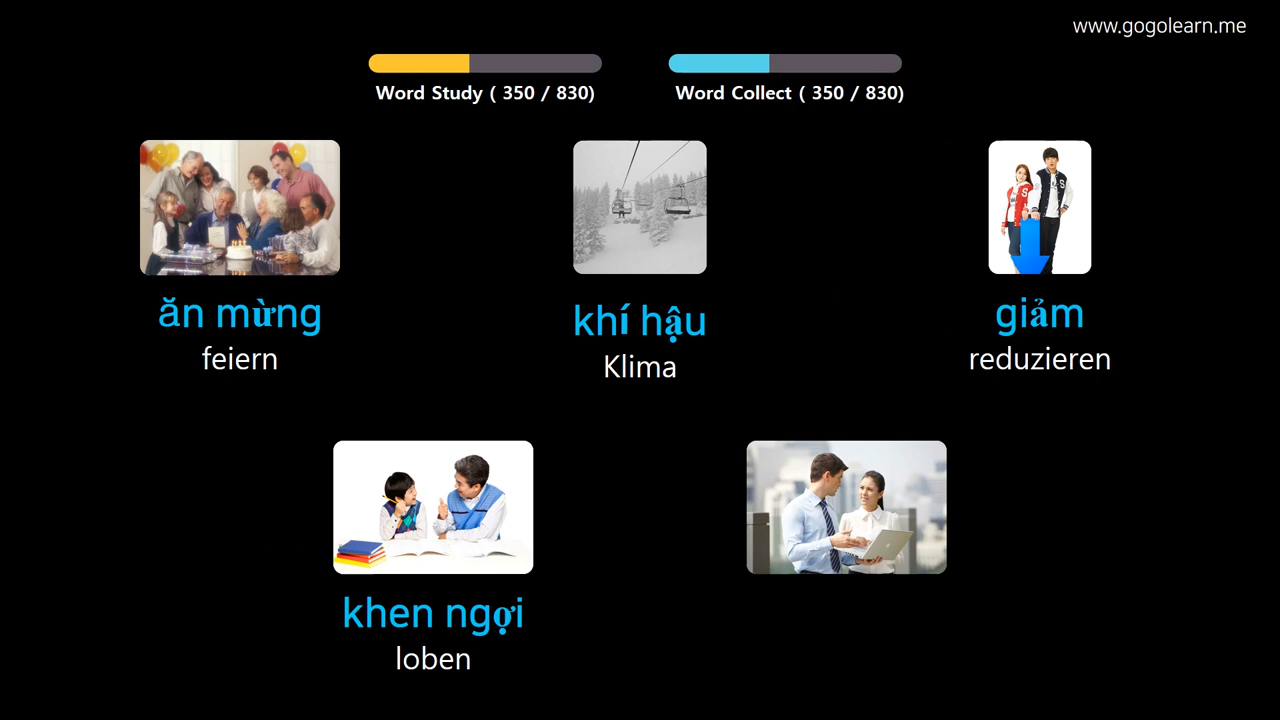 www.gogolearn.me
Word Study ( 350 / 830)
Word Collect ( 350 / 830)
ăn mừng
feiern
khí hậu
Klima
giảm
reduzieren
khen ngợi
loben